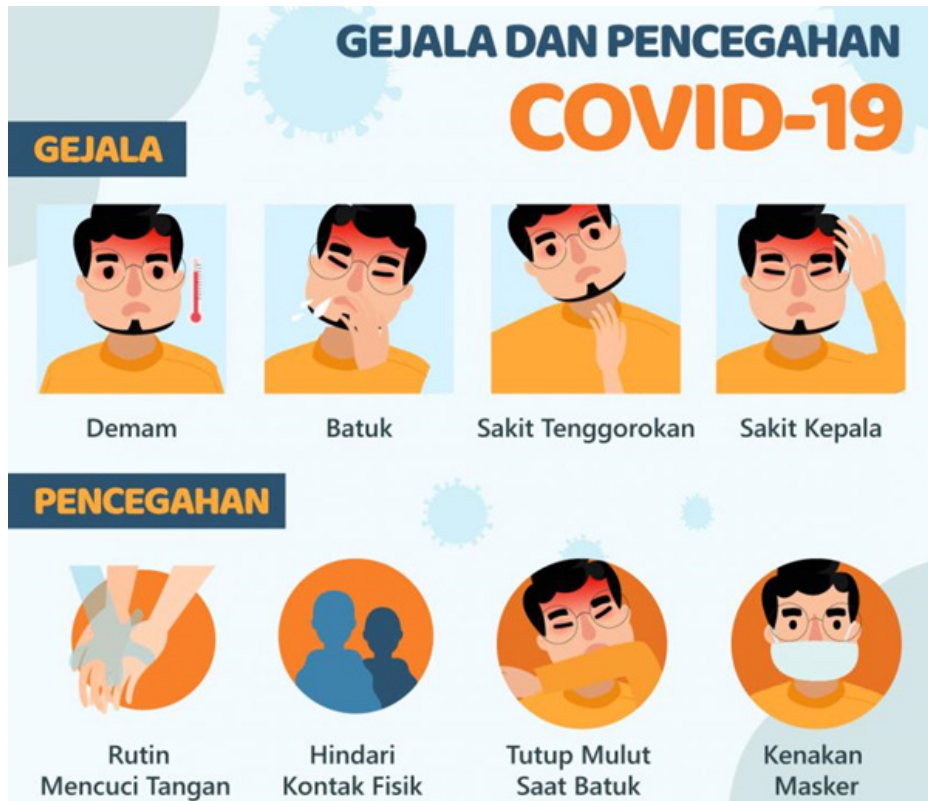 GEJALA DAN PENCEGAHAN
COVID-19
GEJALA
Demam
Batuk
Sakit Tenggorokan
Sakit Kepala
PENCEGAHAN
Rutin
Mencuci Tangan
Hindari
Kontak Fisik
Tutup Mulut
Saat Batuk
Kenakan
Masker